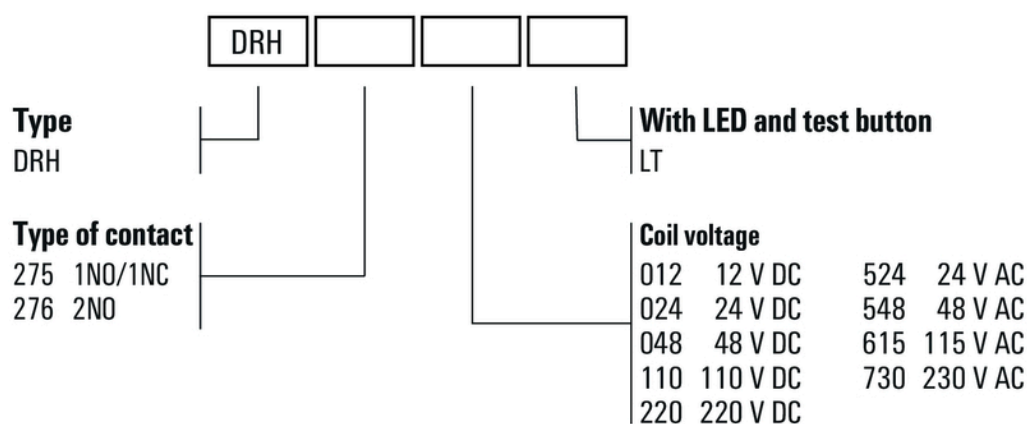 DRH
Type
DRH
With LED and test button
LT
Type of contact
275 1NO/1NC
276 2NO
Coil voltage
012 12 V DC 524 24 V AC
024 24 V DC 548 48 V AC
048 48 V DC 615 115 V AC
110 110 V DC 730 230 V AC
220 220 V DC